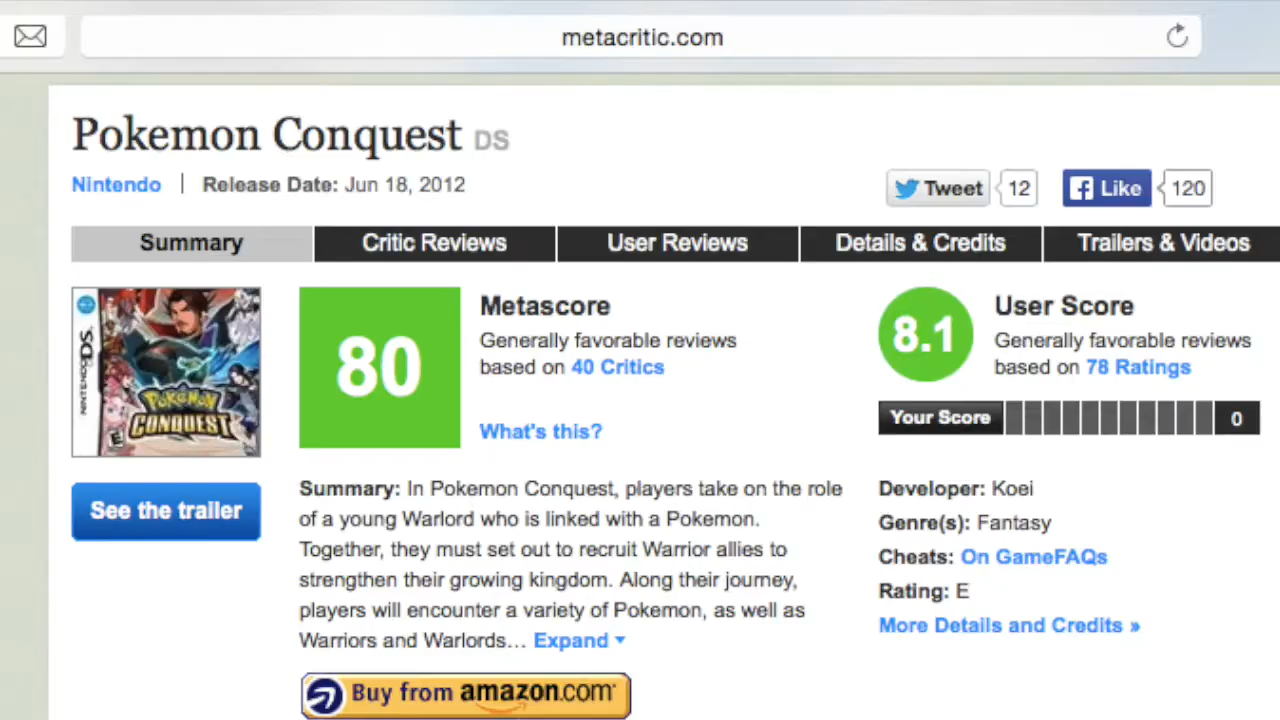 metacritic.com
Pokemon Conquest DS
Nintendo | Release Date: Jun 18, 2012
Tweet 12 Like 120
Summary Critic Reviews User Reviews Details & Credits Trailers & Videos
NINTENDO DS
POKéMON
CONQUEST
E
80
Metascore
Generally favorable reviews
based on 40 Critics
What's this?
8.1
User Score
Generally favorable reviews
based on 78 Ratings
Your Score 0
See the trailer
Summary: In Pokemon Conquest, players take on the role
of a young Warlord who is linked with a Pokemon.
Together, they must set out to recruit Warrior allies to
strengthen their growing kingdom. Along their journey,
players will encounter a variety of Pokemon, as well as
Warriors and Warlords... Expand
Buy from amazon.com
Developer: Koei
Genre(s): Fantasy
Cheats: On GameFAQs
Rating: E
More Details and Credits »